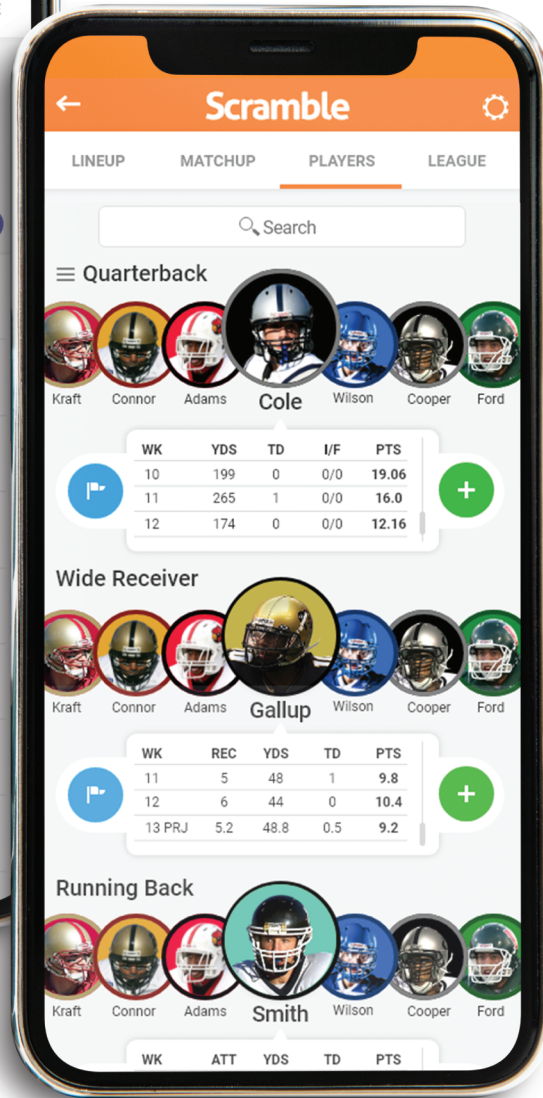 Scramble
LINEUP MATCHUP PLAYERS LEAGUE
Search
Quarterback
Kraft Connor Adams Cole Wilson Cooper Ford
WK YDS TD I/F PTS
10 199 0 0/0 19.06
11 265 1 0/0 16.0
12 174 0 0/0 12.16
Wide Receiver
Kraft Connor Adams Gallup Wilson Cooper Ford
WK REC YDS TD PTS
11 5 48 1 9.8
12 6 44 0 10.4
13 PRJ 5.2 48.8 0.5 9.2
Running Back
Kraft Connor Adams Smith Wilson Cooper Ford
WK ATT YDS TD PTS